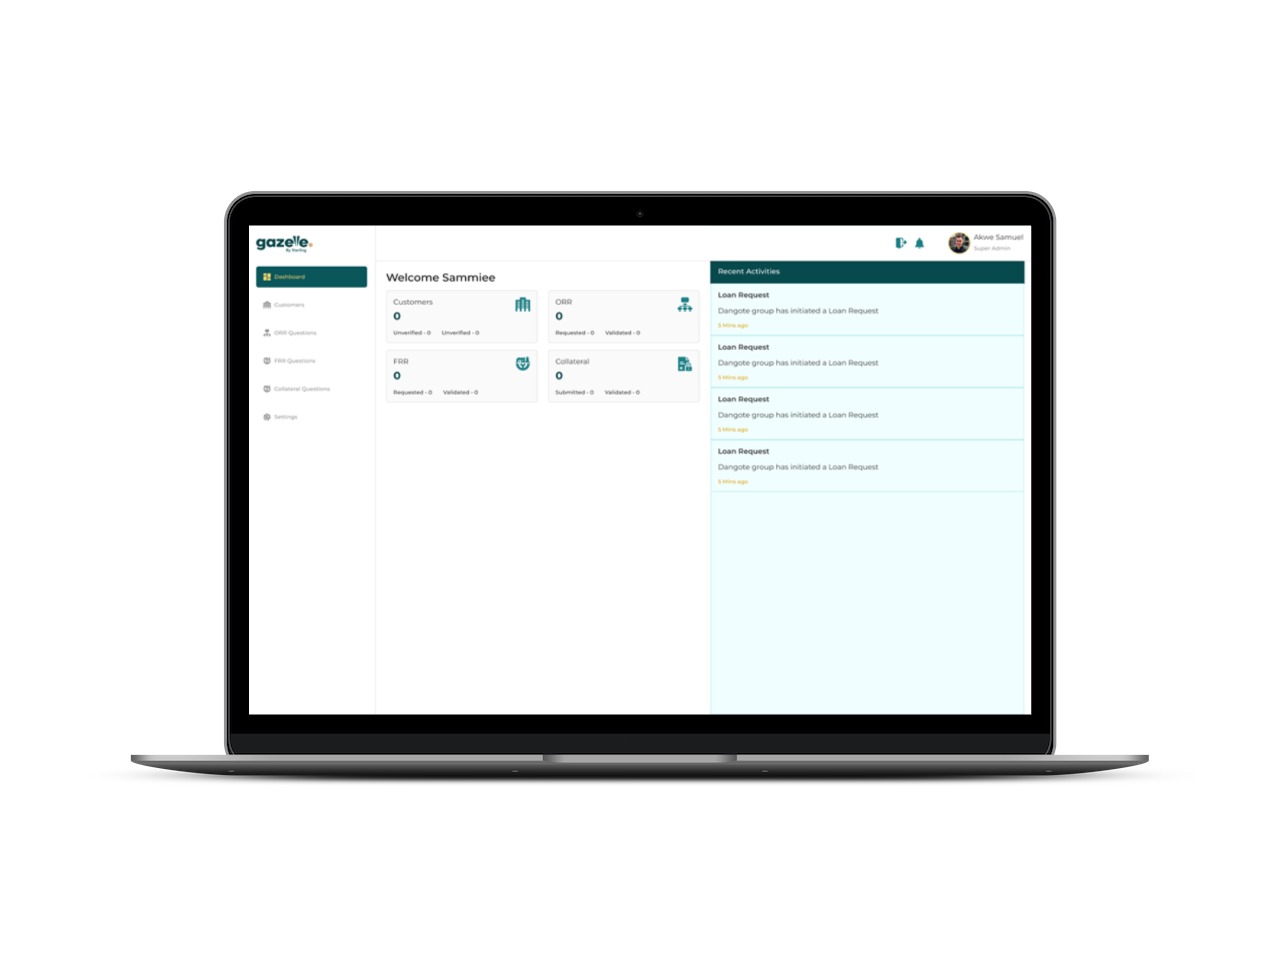 gazelle.
By Sterling
Akwe Samuel
Super Admin
Dashboard
Customers
ORR Questions
FRR Questions
Collateral Questions
Settings
Welcome Sammiee
Customers
0
Unverified - 0 Unverified - 0
ORR
0
Requested - 0 Validated - 0
FRR
0
Requested - 0 Validated - 0
Collateral
0
Submitted - 0 Validated - 0
Recent Activities
Loan Request
Dangote group has initiated a Loan Request
5 Mins ago
Loan Request
Dangote group has initiated a Loan Request
5 Mins ago
Loan Request
Dangote group has initiated a Loan Request
5 Mins ago
Loan Request
Dangote group has initiated a Loan Request
5 Mins ago